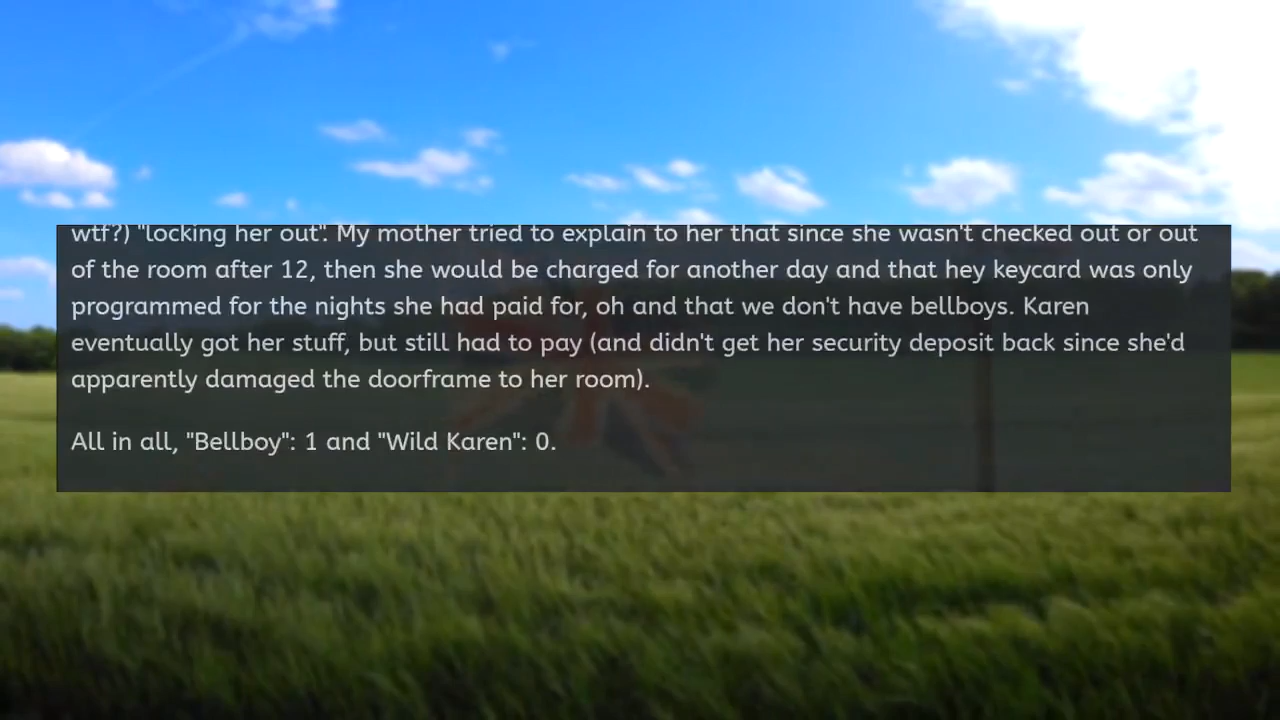 wtf?) "locking her out". My mother tried to explain to her that since she wasn't checked out or out
of the room after 12, then she would be charged for another day and that hey keycard was only
programmed for the nights she had paid for, oh and that we don't have bellboys. Karen
eventually got her stuff, but still had to pay (and didn't get her security deposit back since she'd
apparently damaged the doorframe to her room).
All in all, "Bellboy": 1 and "Wild Karen": 0.